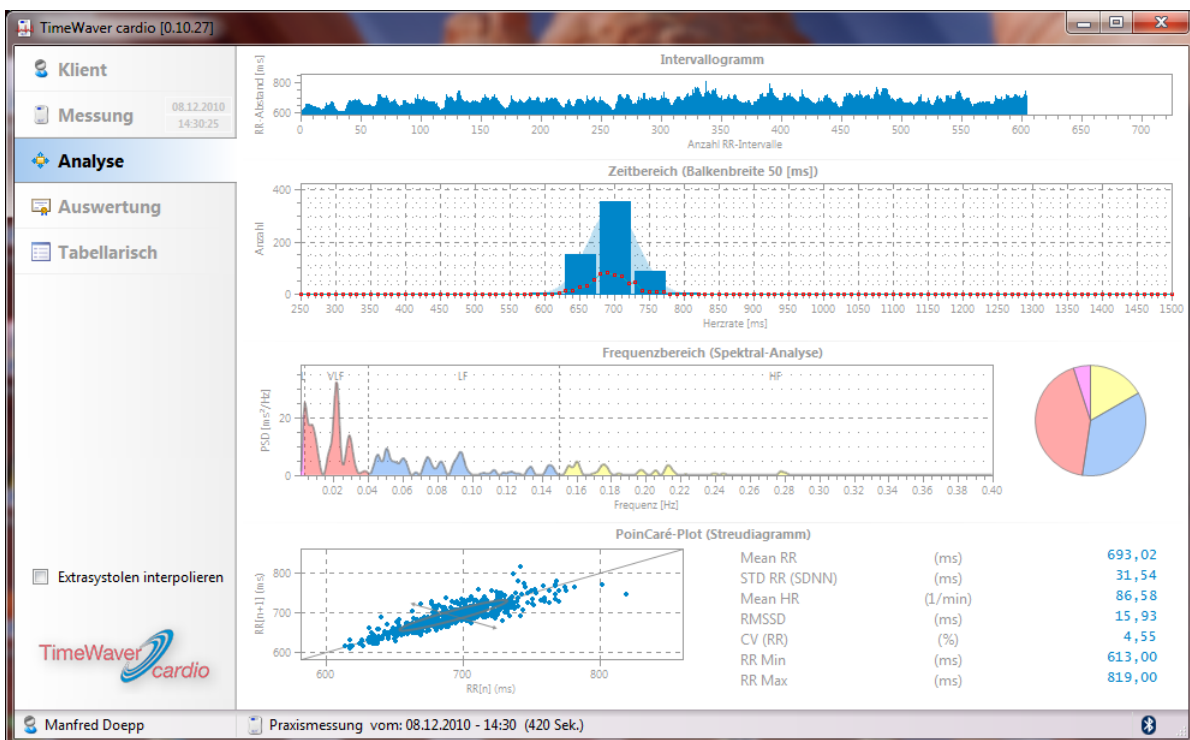 TimeWaver cardio [0.10.27]
Klient
Messung
08.12.2010
14:30:25
Analyse
Auswertung
Tabellarisch
Extrasystolen interpolieren
TimeWaver
cardio
Intervallogramm
RR-Abstand [ms]
800
600
0 50 100 150 200 250 300 350 400 450 500 550 600 650 700
Anzahl RR-Intervalle
Zeitbereich (Balkenbreite 50 [ms])
Anzahl
400
200
0
250 300 350 400 450 500 550 600 650 700 750 800 850 900 950 1000 1050 1100 1150 1200 1250 1300 1350 1400 1450 1500
Herzrate [ms]
Frequenzbereich (Spektral-Analyse)
VLF LF HF
PSD [ms²/Hz]
20
0
0.02 0.04 0.06 0.08 0.10 0.12 0.14 0.16 0.18 0.20 0.22 0.24 0.26 0.28 0.30 0.32 0.34 0.36 0.38 0.40
Frequenz [Hz]
PoinCaré-Plot (Streudiagramm)
RR[n+1] (ms)
800
700
600
600 700 800
RR[n] (ms)
Mean RR (ms) 693,02
STD RR (SDNN) (ms) 31,54
Mean HR (1/min) 86,58
RMSSD (ms) 15,93
CV (RR) (%) 4,55
RR Min (ms) 613,00
RR Max (ms) 819,00
Manfred Doepp
Praxismessung vom: 08.12.2010 - 14:30 (420 Sek.)